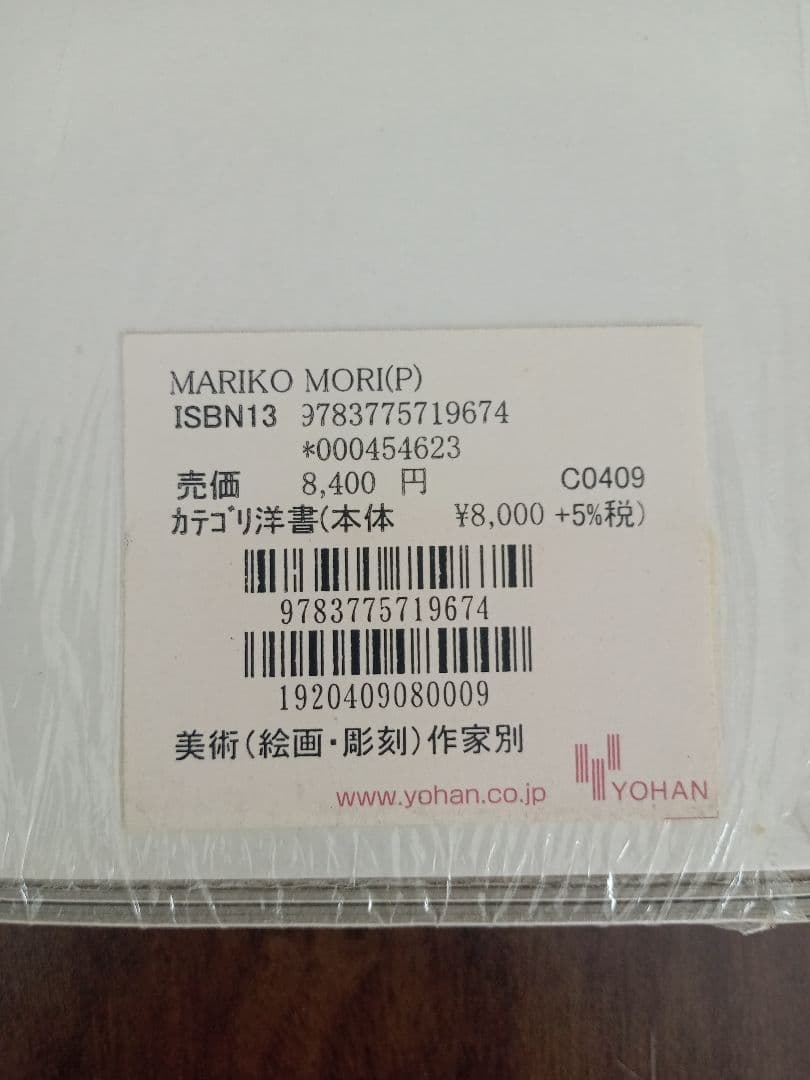 MARIKO MORI(P)
ISBN13 9783775719674
*000454623
売価 8,400 円 C0409
ｶﾃｺﾞﾘ洋書(本体 ¥8,000 +5%税)
9783775719674
1920409080009
美術(絵画･彫刻)作家別
www.yohan.co.jp YOHAN